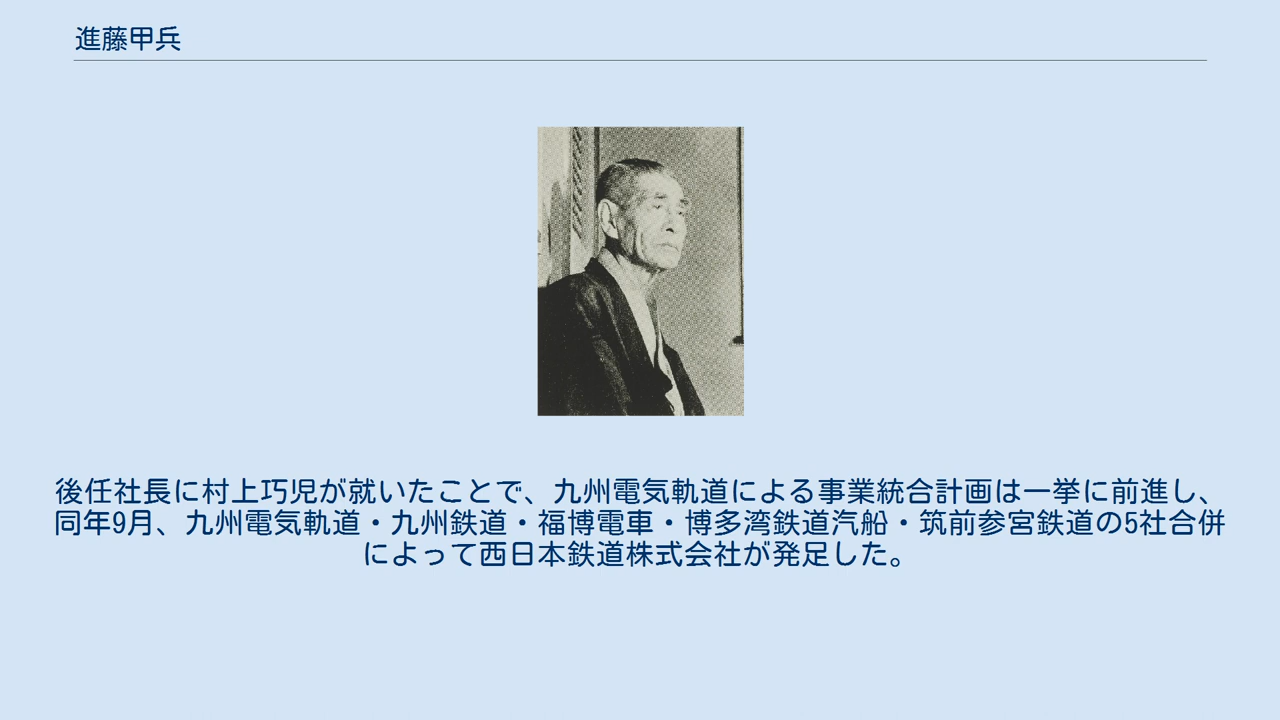 進藤甲兵
後任社長に村上巧児が就いたことで、九州電気軌道による事業統合計画は一挙に前進し、
同年9月、九州電気軌道・九州鉄道・福博電車・博多湾鉄道汽船・筑前参宮鉄道の5社合併
によって西日本鉄道株式会社が発足した。